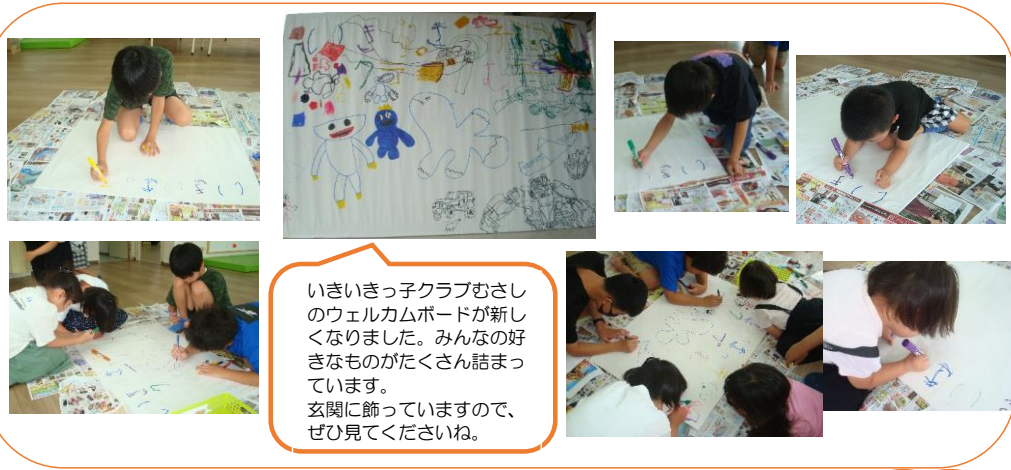 いきいきっ子クラブむさし
のウェルカムボードが新し
くなりました。みんなの好
きなものがたくさん詰まっ
ています。
玄関に飾っていますので、
ぜひ見てくださいね。